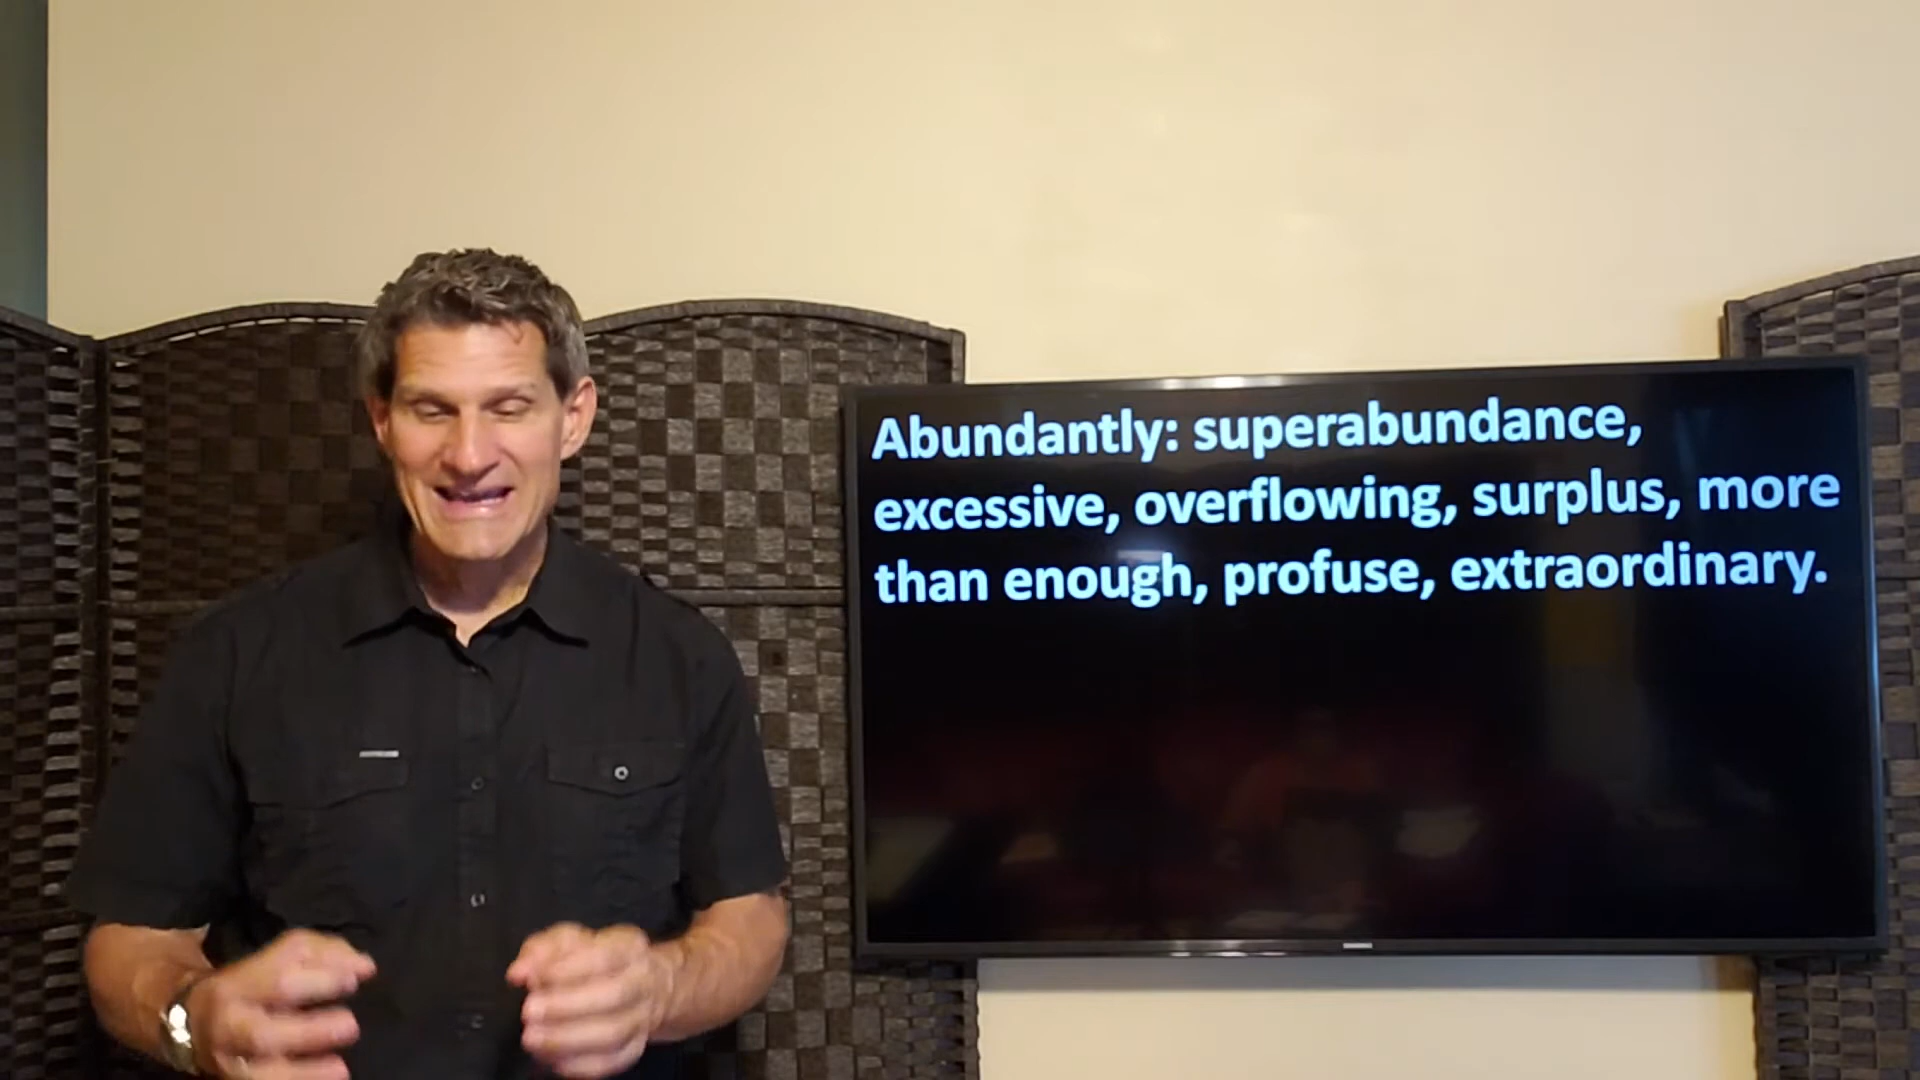 Abundantly: superabundance,
excessive, overflowing, surplus, more
than enough, profuse, extraordinary.